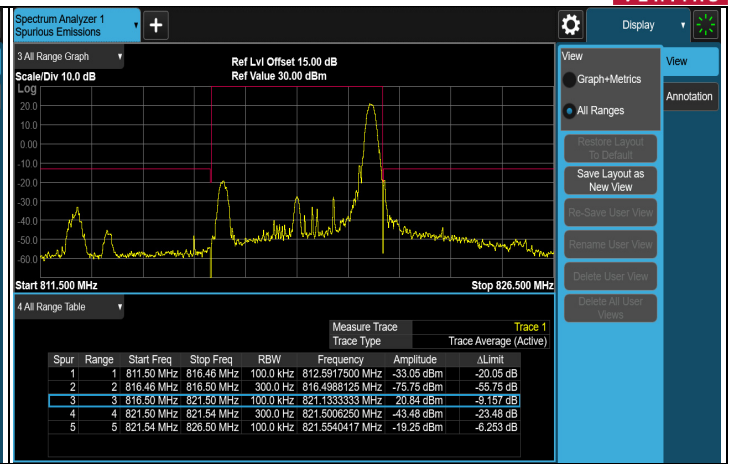 Spectrum Analyzer 1
Spurious Emissions
Display
3 All Range Graph
Ref Lvl Offset 15.00 dB
Scale/Div 10.0 dB
Ref Value 30.00 dBm
Log
20.0
10.0
0.00
-10.0
-20.0
-30.0
-40.0
-50.0
-60.0
Start 811.500 MHz
Stop 826.500 MHz
View
Graph+Metrics
All Ranges
Restore Layout
To Default
Save Layout as
New View
Re-Save User View
Rename User View
Delete User View
Delete All User
Views
View
Annotation
4 All Range Table
Measure Trace Trace 1
Trace Type Trace Average (Active)
Spur Range Start Freq Stop Freq RBW Frequency Amplitude ΔLimit
1 1 811.50 MHz 816.46 MHz 100.0 kHz 812.5917500 MHz -33.05 dBm -20.05 dB
2 2 816.46 MHz 816.50 MHz 300.0 Hz 816.4988125 MHz -75.75 dBm -55.75 dB
3 3 816.50 MHz 821.50 MHz 100.0 kHz 821.1333333 MHz 20.84 dBm -9.157 dB
4 4 821.50 MHz 821.54 MHz 300.0 Hz 821.5006250 MHz -43.48 dBm -23.48 dB
5 5 821.54 MHz 826.50 MHz 100.0 kHz 821.5540417 MHz -19.25 dBm -6.253 dB